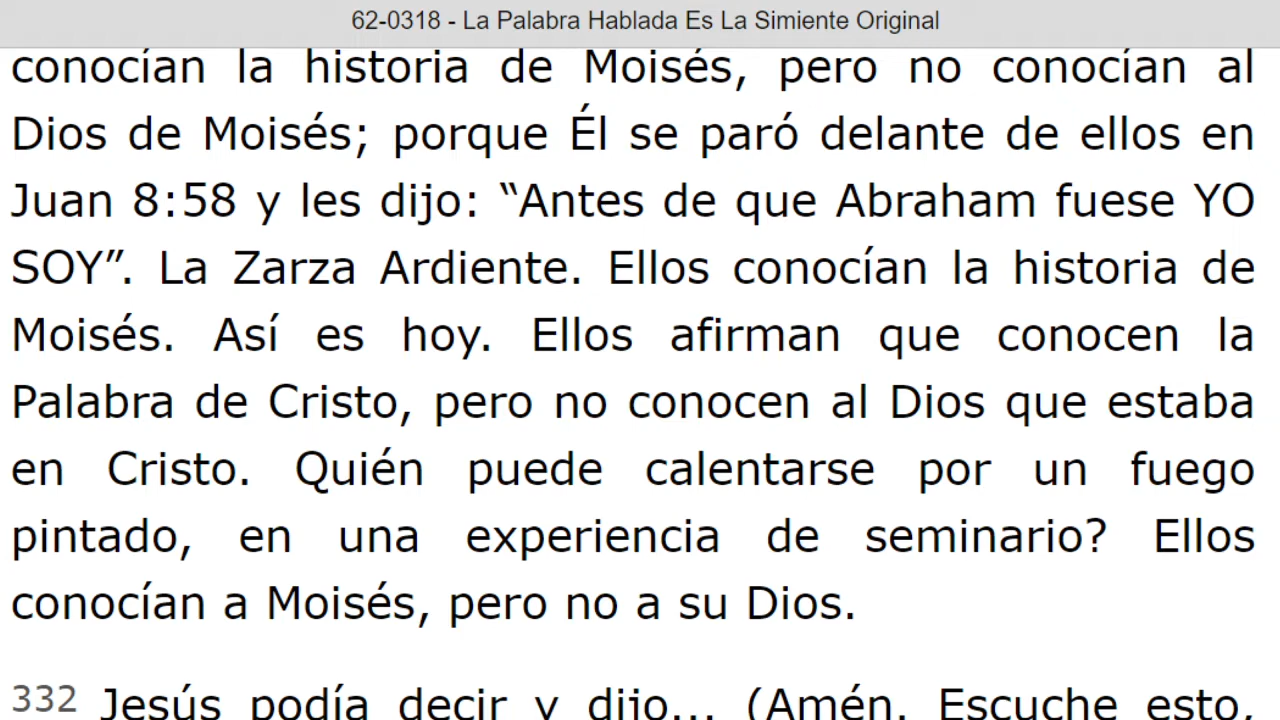 62-0318 - La Palabra Hablada Es La Simiente Original
conocían la historia de Moisés, pero no conocían al
Dios de Moisés; porque Él se paró delante de ellos en
Juan 8:58 y les dijo: “Antes de que Abraham fuese YO
SOY”. La Zarza Ardiente. Ellos conocían la historia de
Moisés. Así es hoy. Ellos afirman que conocen la
Palabra de Cristo, pero no conocen al Dios que estaba
en Cristo. Quién puede calentarse por un fuego
pintado, en una experiencia de seminario? Ellos
conocían a Moisés, pero no a su Dios.
332 Jesús podía decir y dijo... (Amén. Escuche esto,